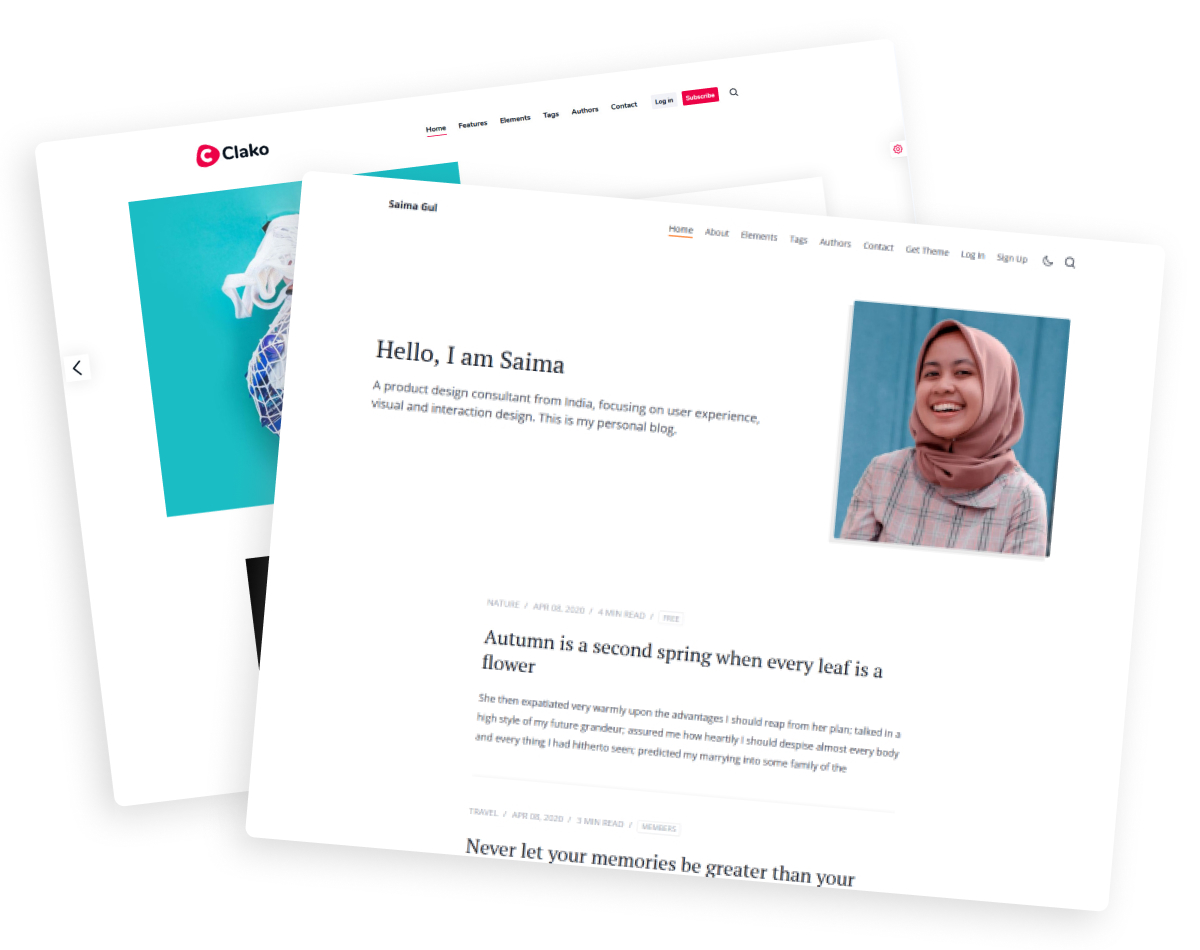 Clako
Home Features Elements Tags Authors Contact Log in Subscribe
Saima Gul
Home About Elements Tags Authors Contact Get Theme Log In Sign Up
Hello, I am Saima
A product design consultant from India, focusing on user experience,
visual and interaction design. This is my personal blog.
NATURE / APR 08, 2020 / 4 MIN READ / FREE
Autumn is a second spring when every leaf is a
flower
She then expatiated very warmly upon the advantages I should reap from her plan; talked in a
high style of my future grandeur; assured me how heartily I should despise almost every body
and every thing I had hitherto seen; predicted my marrying into some family of the
TRAVEL / APR 08, 2020 / 3 MIN READ / MEMBERS
Never let your memories be greater than your